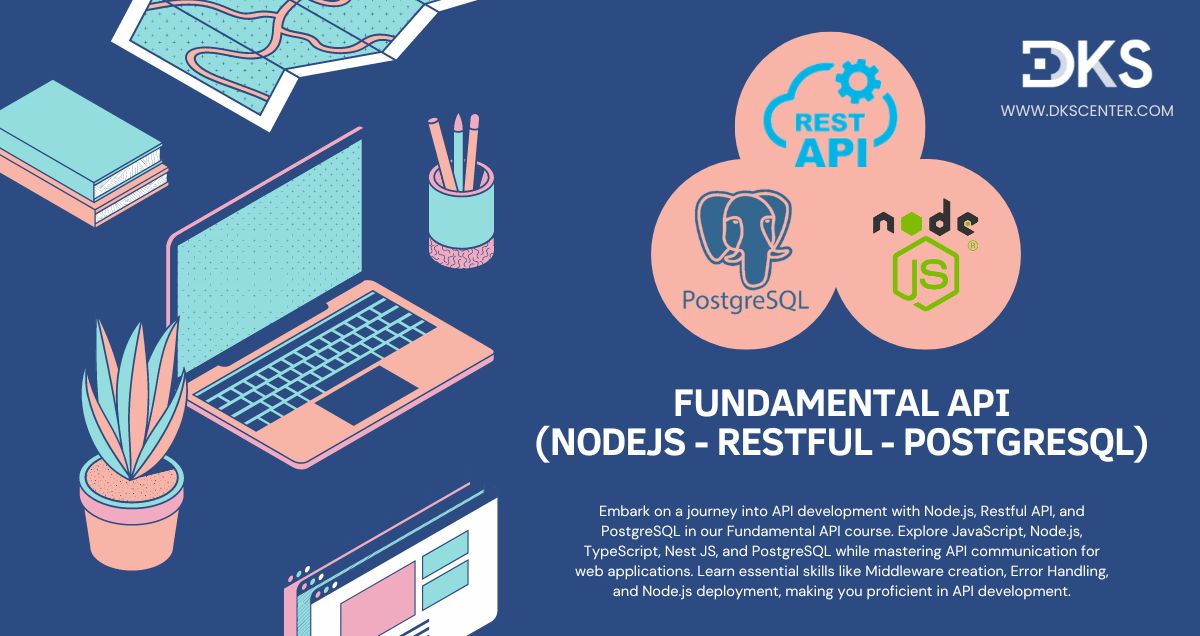 DKS
WWW.DKSCENTER.COM
REST
API
PostgreSQL
node
JS
®
FUNDAMENTAL API
(NODEJS - RESTFUL - POSTGRESQL)
Embark on a journey into API development with Node.js, Restful API, and
PostgreSQL in our Fundamental API course. Explore JavaScript, Node.js,
TypeScript, Nest JS, and PostgreSQL while mastering API communication for
web applications. Learn essential skills like Middleware creation, Error Handling,
and Node.js deployment, making you proficient in API development.